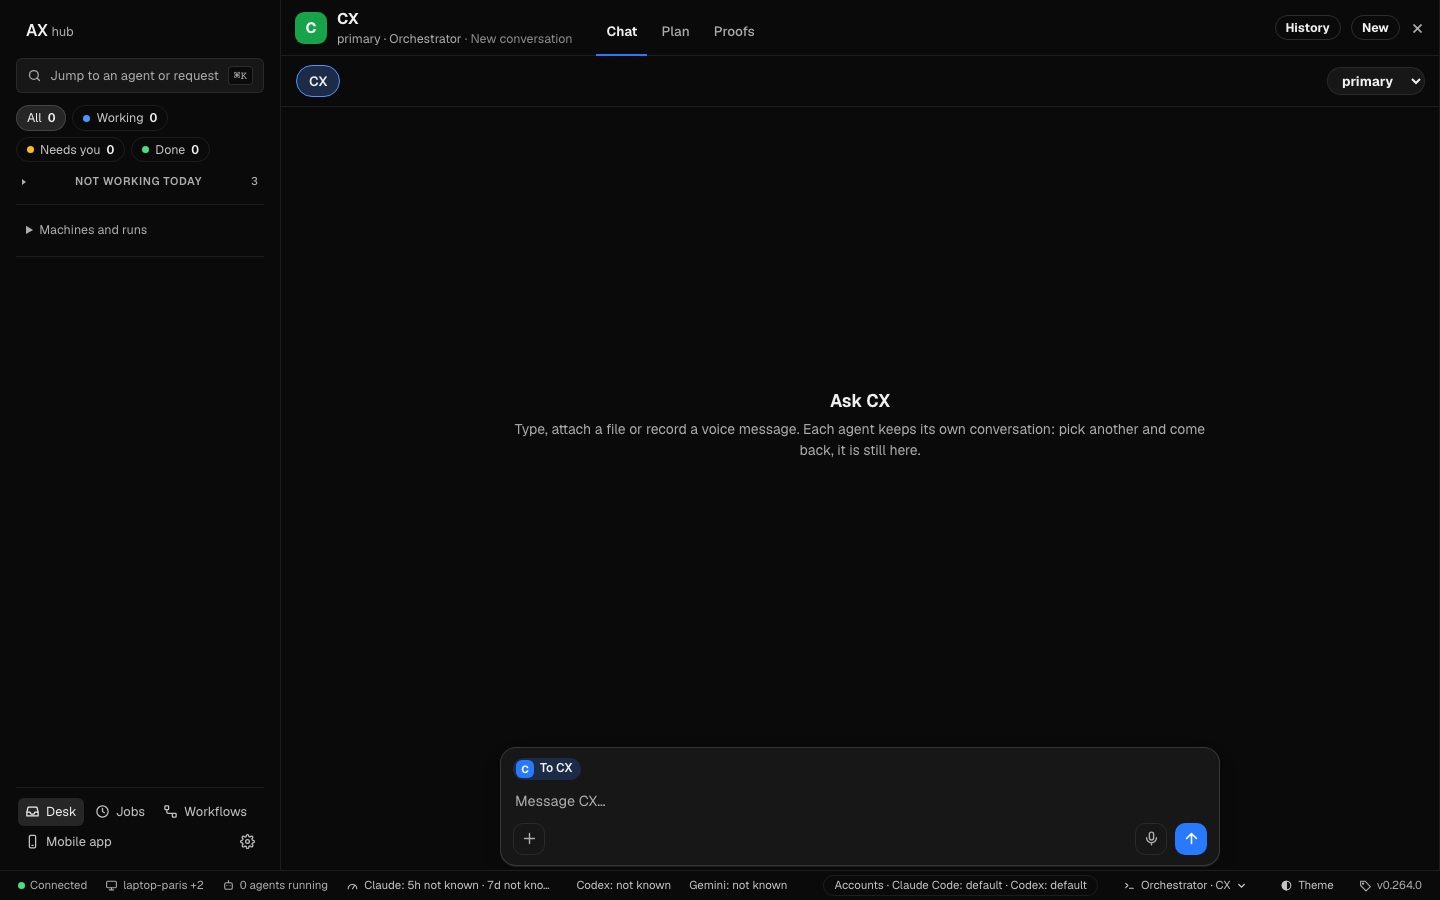 AX hub
Jump to an agent or request ⌘K
All 0 Working 0
Needs you 0 Done 0
NOT WORKING TODAY 3
Machines and runs
Desk Jobs Workflows
Mobile app
C CX
primary · Orchestrator · New conversation
Chat Plan Proofs
History New
CX primary
Ask CX
Type, attach a file or record a voice message. Each agent keeps its own conversation: pick another and come
back, it is still here.
C To CX
Message CX...
Connected laptop-paris +2 0 agents running Claude: 5h not known · 7d not kno... Codex: not known Gemini: not known Accounts · Claude Code: default · Codex: default Orchestrator · CX Theme v0.264.0